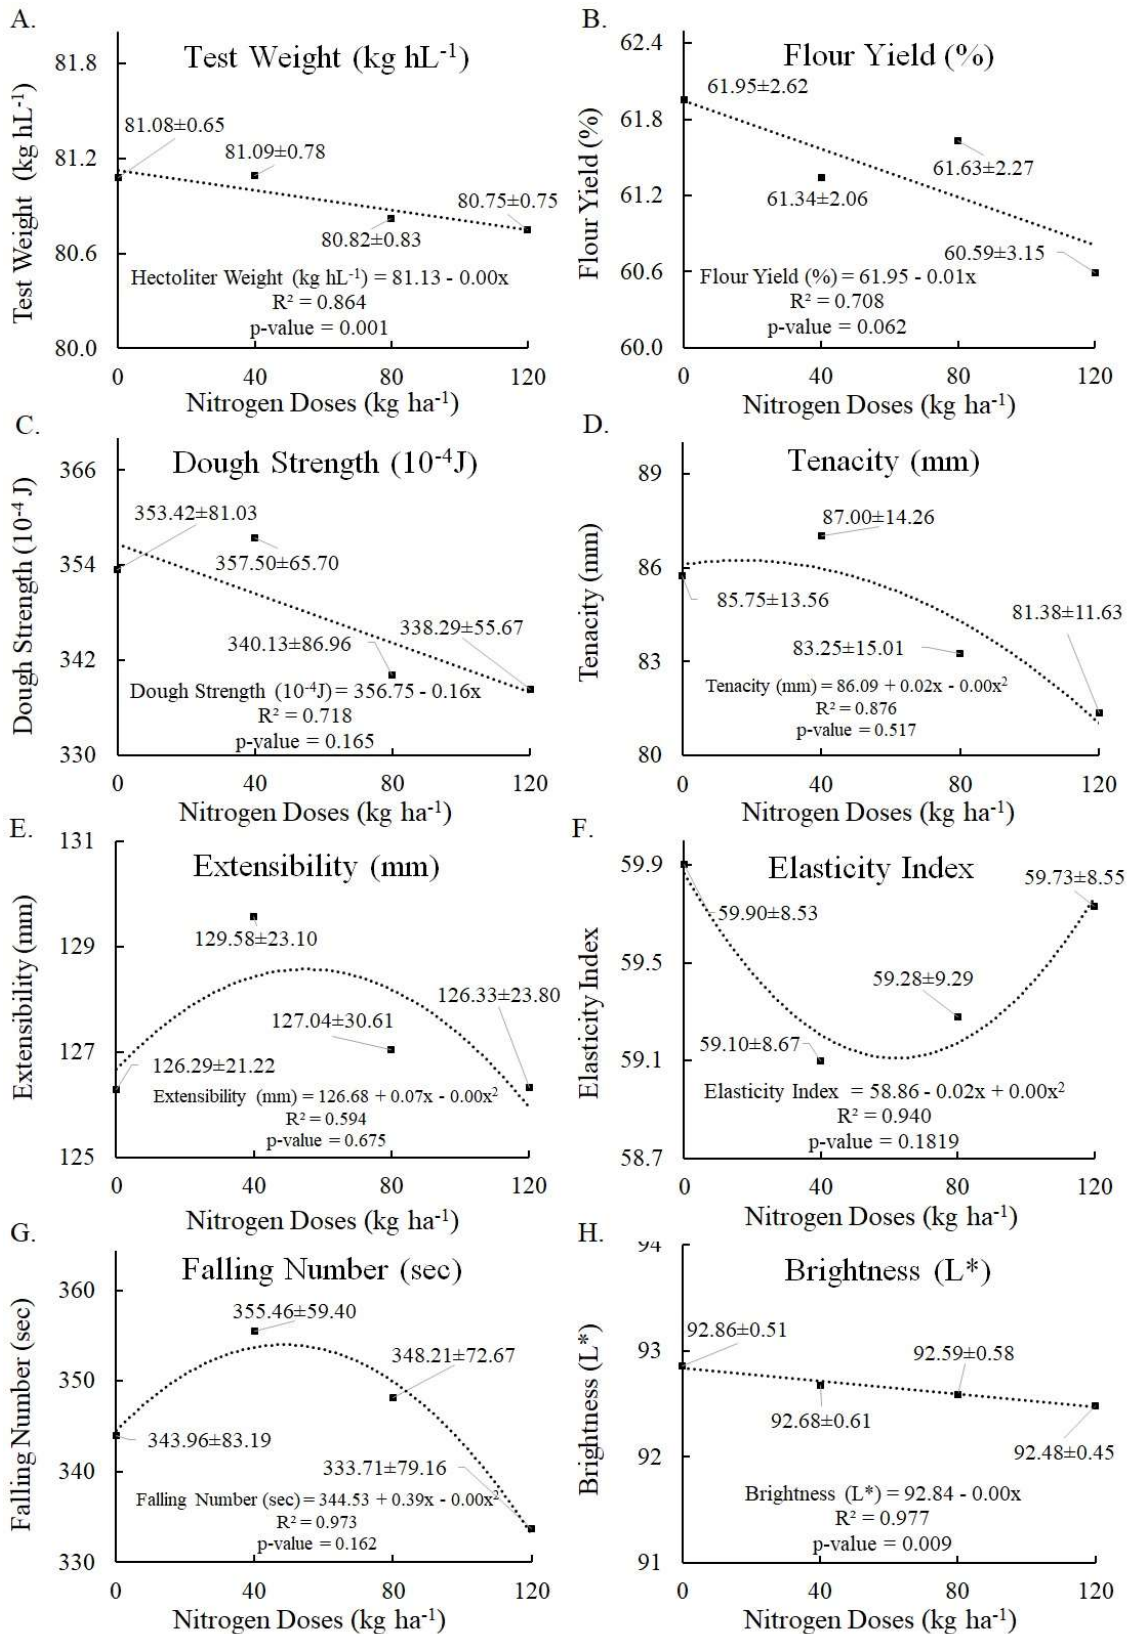 A.
Test Weight (kg hL⁻¹)
Test Weight (kg hL⁻¹)
81.8
81.2
80.6
80.0
81.08±0.65
81.09±0.78
80.82±0.83
80.75±0.75
Hectoliter Weight (kg hL⁻¹) = 81.13 - 0.00x
R² = 0.864
p-value = 0.001
0 40 80 120
Nitrogen Doses (kg ha⁻¹)
B.
Flour Yield (%)
Flour Yield (%)
62.4
61.8
61.2
60.6
60.0
61.95±2.62
61.34±2.06
61.63±2.27
60.59±3.15
Flour Yield (%) = 61.95 - 0.01x
R² = 0.708
p-value = 0.062
0 40 80 120
Nitrogen Doses (kg ha⁻¹)
C.
Dough Strength (10⁻⁴J)
Dough Strength (10⁻⁴ J)
366
354
342
330
353.42±81.03
357.50±65.70
340.13±86.96
338.29±55.67
Dough Strength (10⁻⁴J) = 356.75 - 0.16x
R² = 0.718
p-value = 0.165
0 40 80 120
Nitrogen Doses (kg ha⁻¹)
D.
Tenacity (mm)
Tenacity (mm)
89
86
83
80
85.75±13.56
87.00±14.26
83.25±15.01
81.38±11.63
Tenacity (mm) = 86.09 + 0.02x - 0.00x²
R² = 0.876
p-value = 0.517
0 40 80 120
Nitrogen Doses (kg ha⁻¹)
E.
Extensibility (mm)
Extensibility (mm)
131
129
127
125
126.29±21.22
129.58±23.10
127.04±30.61
126.33±23.80
Extensibility (mm) = 126.68 + 0.07x - 0.00x²
R² = 0.594
p-value = 0.675
0 40 80 120
Nitrogen Doses (kg ha⁻¹)
F.
Elasticity Index
Elasticity Index
59.9
59.5
59.1
58.7
59.90±8.53
59.10±8.67
59.28±9.29
59.73±8.55
Elasticity Index = 58.86 - 0.02x + 0.00x²
R² = 0.940
p-value = 0.1819
0 40 80 120
Nitrogen Doses (kg ha⁻¹)
G.
Falling Number (sec)
Falling Number (sec)
360
350
340
330
343.96±83.19
355.46±59.40
348.21±72.67
333.71±79.16
Falling Number (sec) = 344.53 + 0.39x - 0.00x²
R² = 0.973
p-value = 0.162
0 40 80 120
Nitrogen Doses (kg ha⁻¹)
H.
Brightness (L*)
Brightness (L*)
94
93
92
91
92.86±0.51
92.68±0.61
92.59±0.58
92.48±0.45
Brightness (L*) = 92.84 - 0.00x
R² = 0.977
p-value = 0.009
0 40 80 120
Nitrogen Doses (kg ha⁻¹)